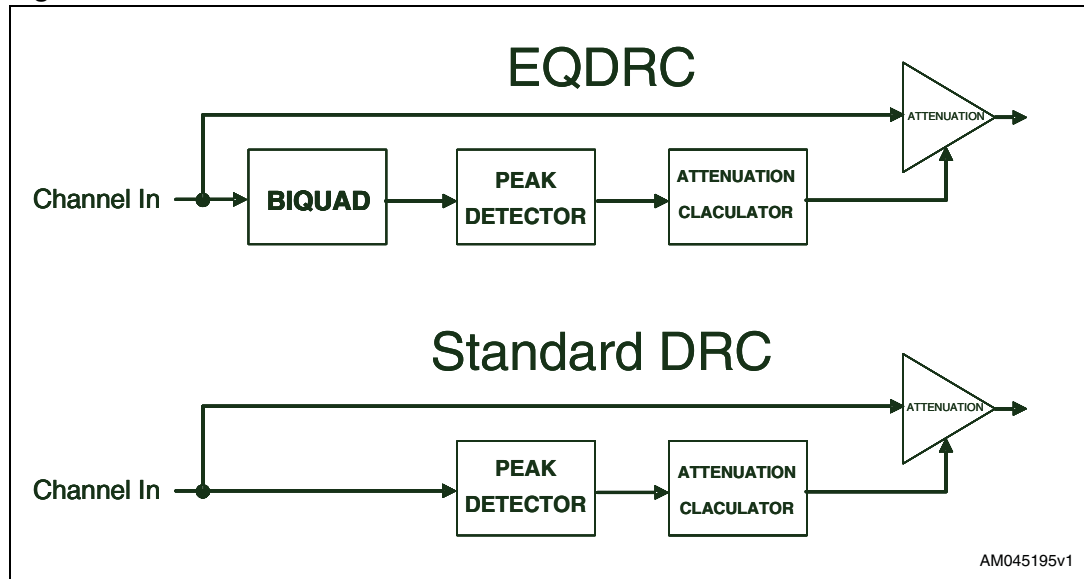 EQDRC
ATTENUATION
Channel In
BIQUAD
PEAK
DETECTOR
ATTENUATION
CLACULATOR
Standard DRC
ATTENUATION
Channel In
PEAK
DETECTOR
ATTENUATION
CLACULATOR
AM045195v1